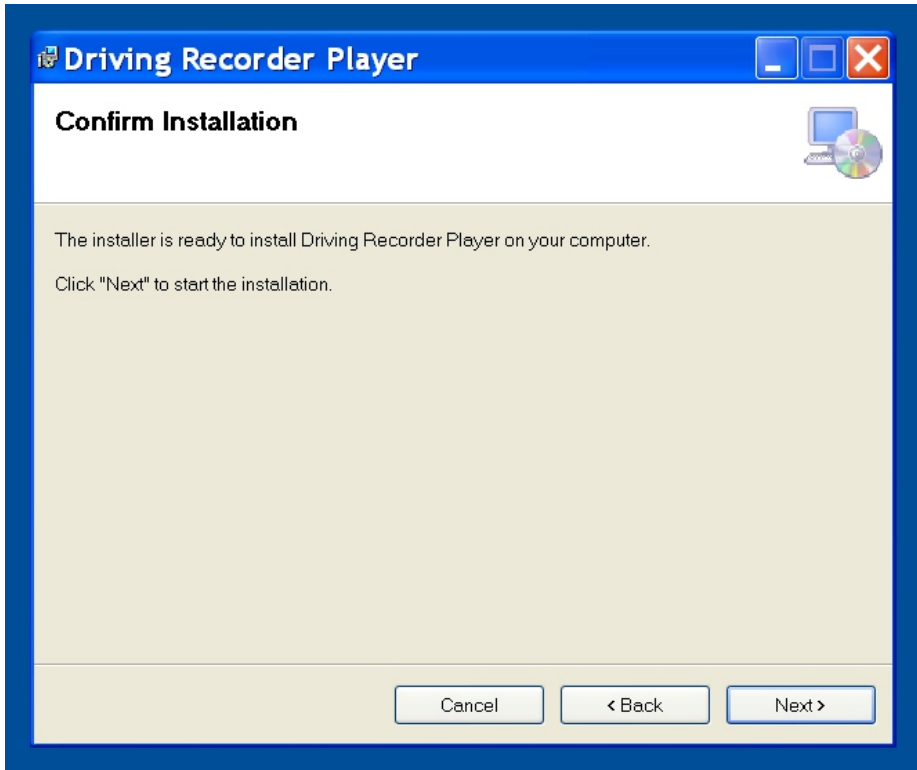 Driving Recorder Player
Confirm Installation
The installer is ready to install Driving Recorder Player on your computer.
Click "Next" to start the installation.
Cancel
< Back
Next >